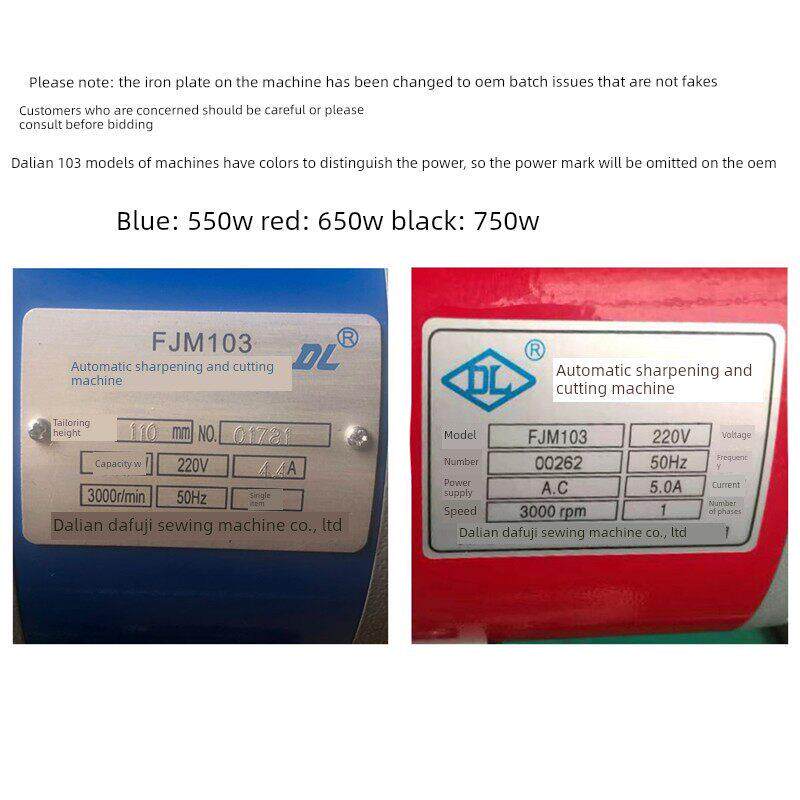 Please note: the iron plate on the machine has been changed to oem batch issues that are not fakes
Customers who are concerned should be careful or please
consult before bidding
Dalian 103 models of machines have colors to distinguish the power, so the power mark will be omitted on the oem
Blue: 550w red: 650w black: 750w
FJM103
DL®
Automatic sharpening and cutting
machine
Tailoring
height
110 mm NO. 01781
Capacity w 220V 4.4A
3000r/min 50Hz Single
item
Dalian dafuji sewing machine co., ltd
DL®
Automatic sharpening and
cutting machine
Model FJM103 220V Voltage
Number 00262 50Hz Frequenc
y
Power
supply A.C 5.0A Current
Speed 3000 rpm 1 Number
of phases
Dalian dafuji sewing machine co., ltd